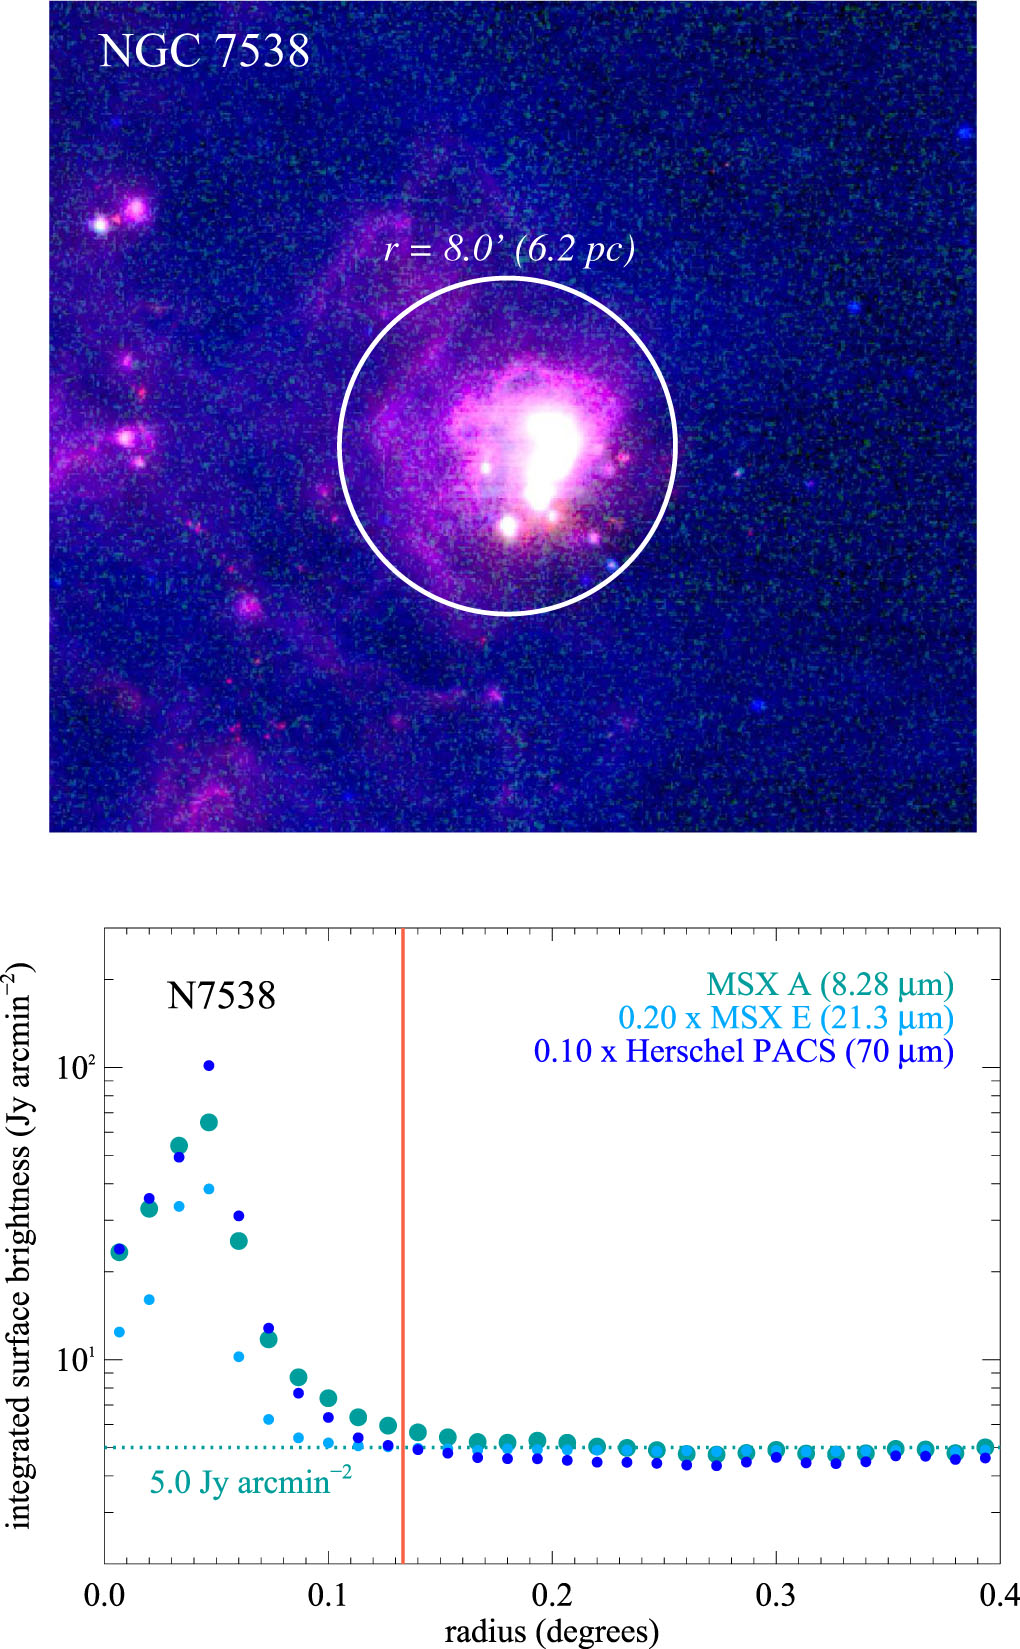 NGC 7538
r = 8.0’ (6.2 pc)
integrated surface brightness (Jy arcmin⁻²)
N7538
MSX A (8.28 μm)
0.20 x MSX E (21.3 μm)
0.10 x Herschel PACS (70 μm)
10²
10¹
5.0 Jy arcmin⁻²
0.0 0.1 0.2 0.3 0.4
radius (degrees)